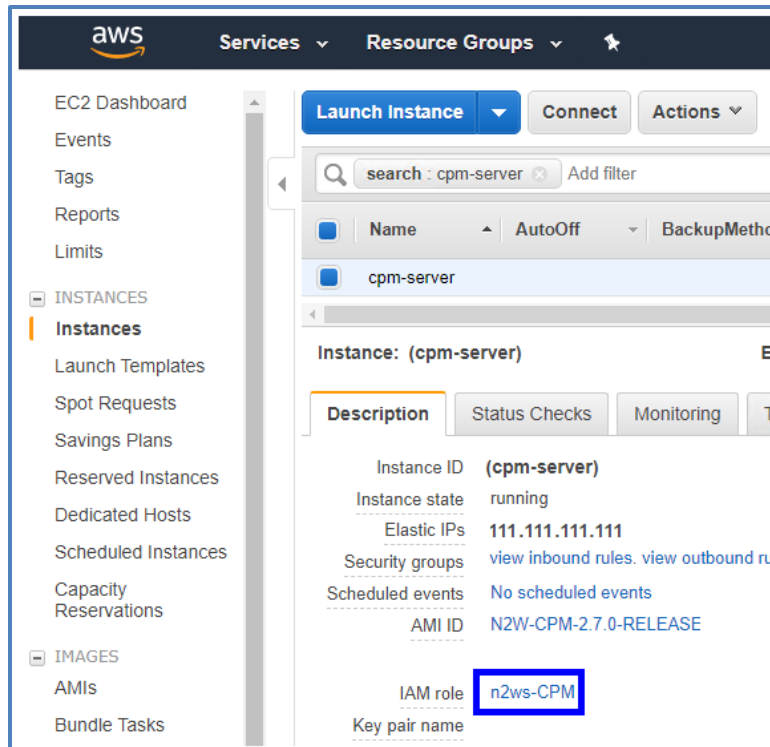 aws
Services
Resource Groups
EC2 Dashboard
Events
Tags
Reports
Limits
INSTANCES
Instances
Launch Templates
Spot Requests
Savings Plans
Reserved Instances
Dedicated Hosts
Scheduled Instances
Capacity
Reservations
IMAGES
AMIs
Bundle Tasks
Launch Instance
Connect
Actions
search : cpm-server
Add filter
Name
AutoOff
BackupMetho
cpm-server
Instance: (cpm-server)
E
Description
Status Checks
Monitoring
T
Instance ID (cpm-server)
Instance state running
Elastic IPs 111.111.111.111
Security groups view inbound rules. view outbound ru
Scheduled events No scheduled events
AMI ID N2W-CPM-2.7.0-RELEASE
IAM role n2ws-CPM
Key pair name